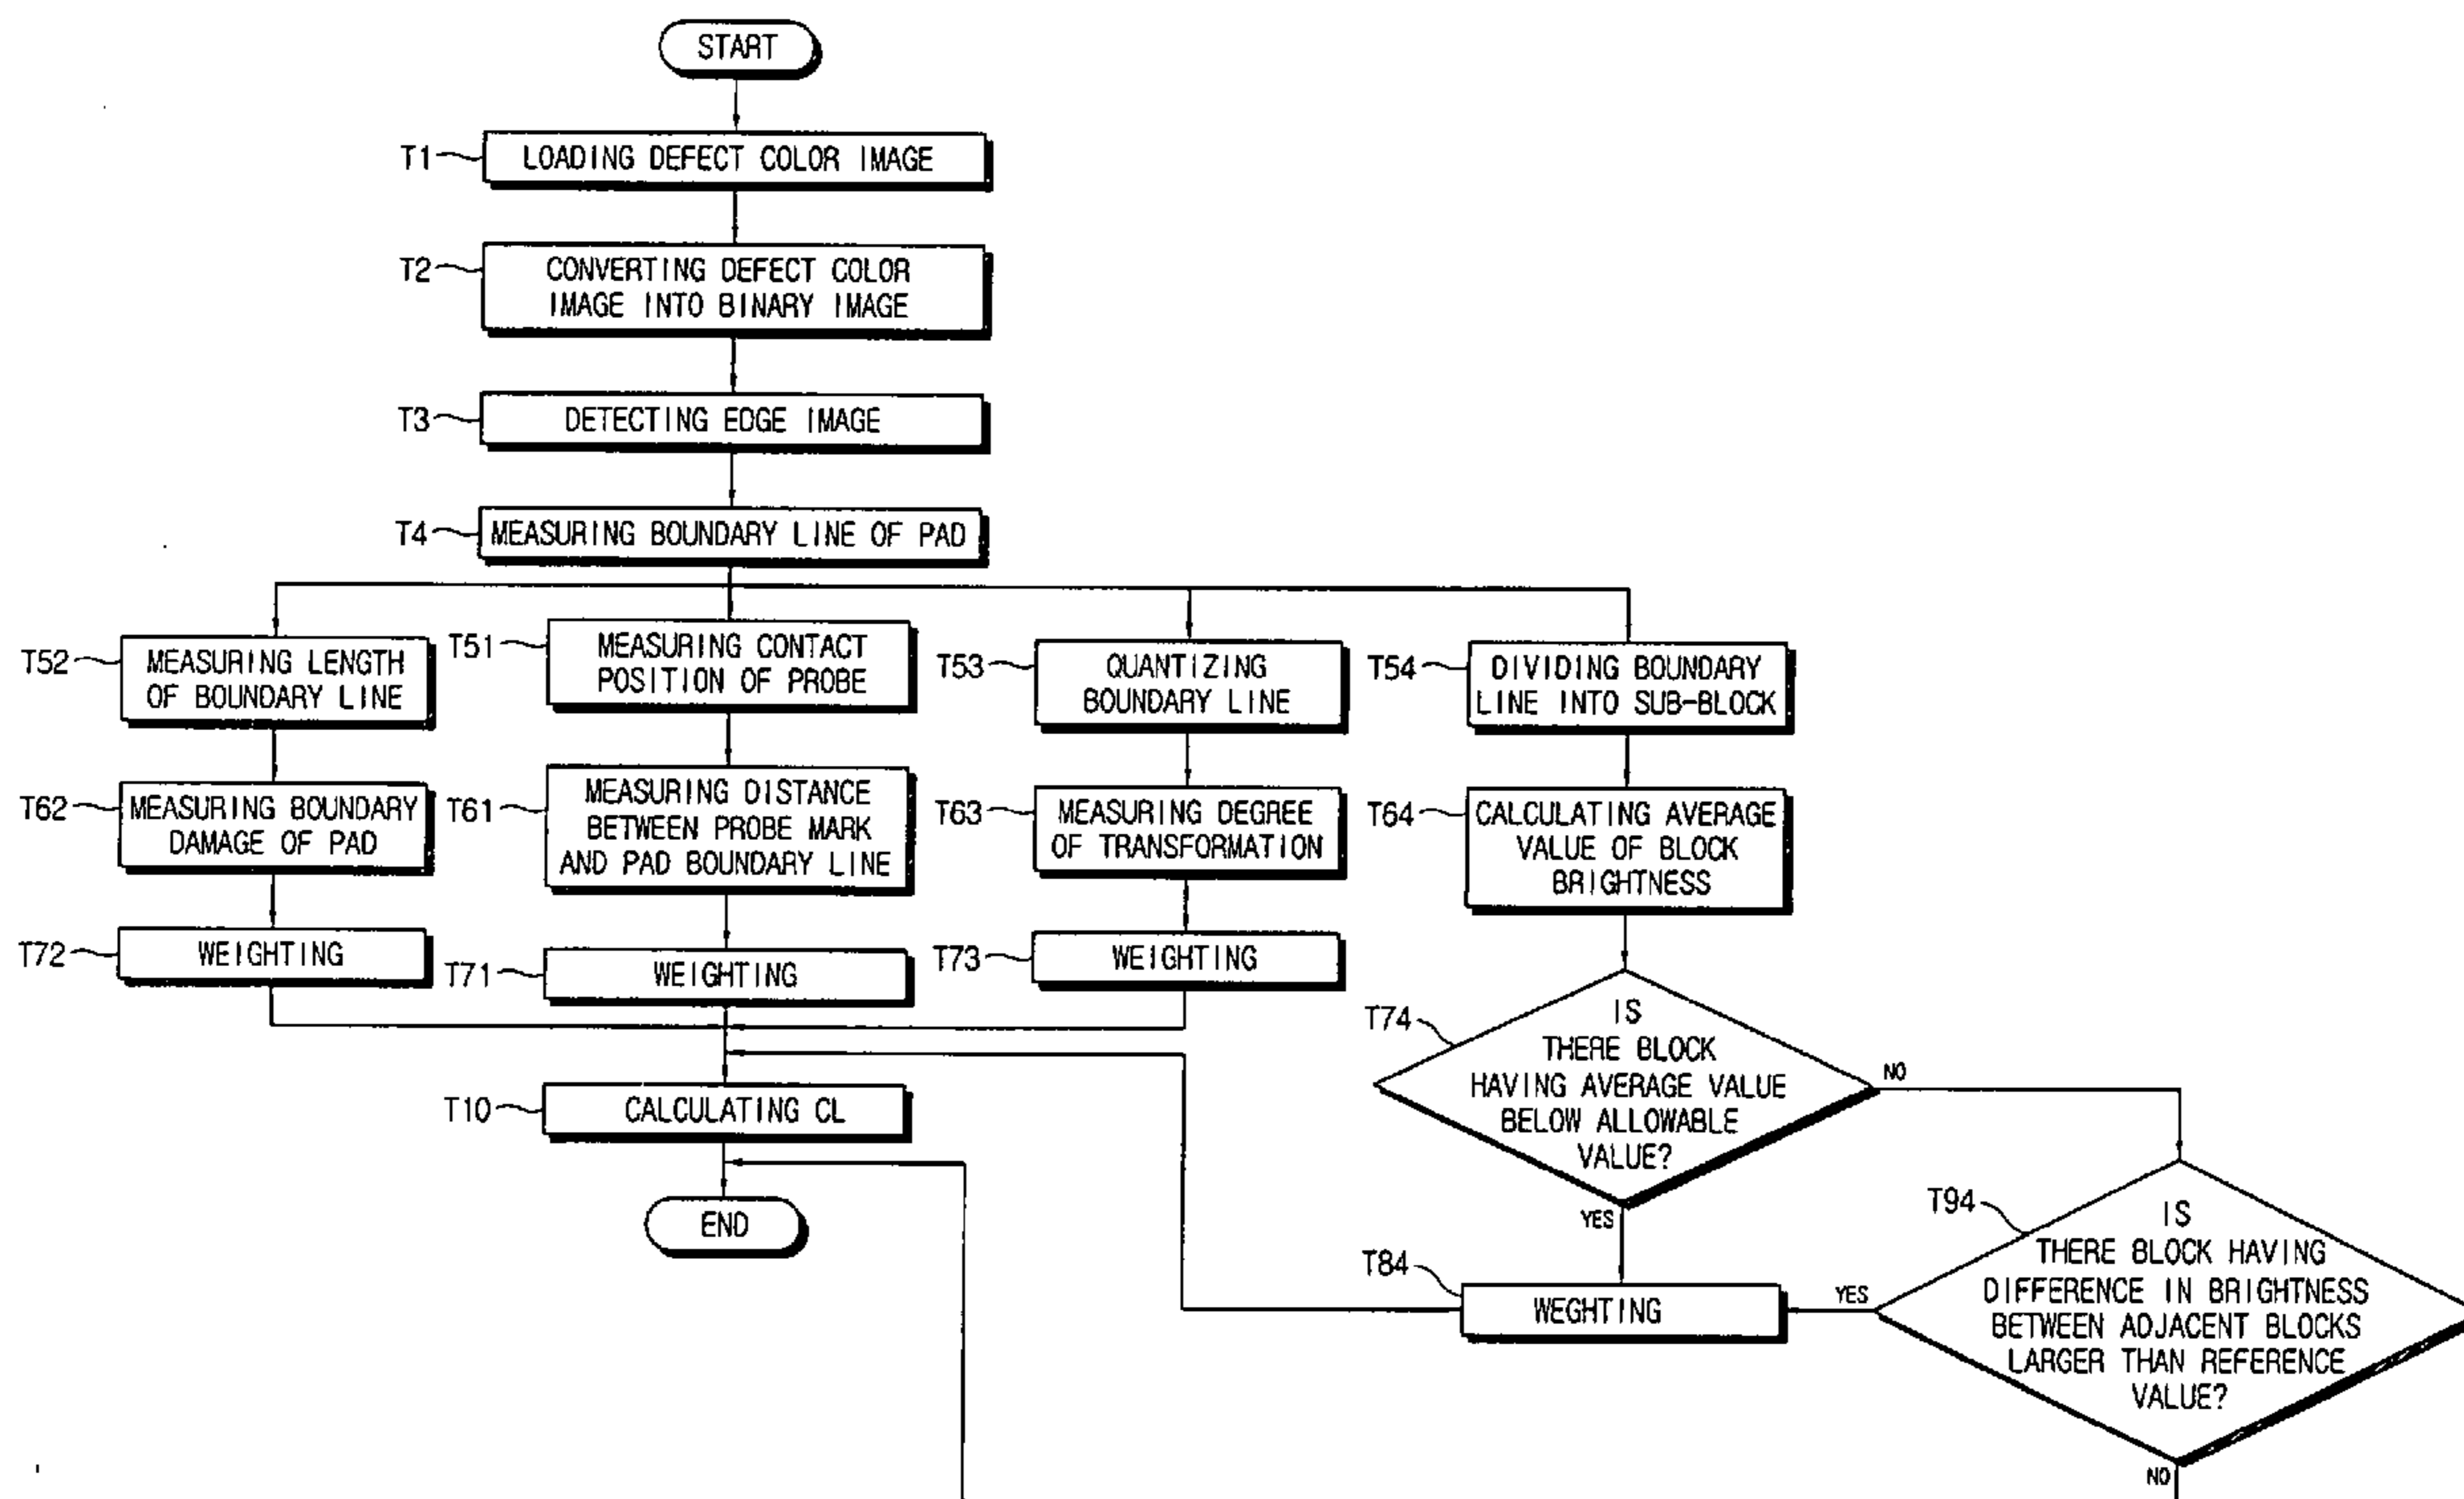 START
T1
LOADING DEFECT COLOR IMAGE
T2
CONVERTING DEFECT COLOR
IMAGE INTO BINARY IMAGE
T3
DETECTING EDGE IMAGE
T4
MEASURING BOUNDARY LINE OF PAD
T52
MEASURING LENGTH
OF BOUNDARY LINE
T51
MEASURING CONTACT
POSITION OF PROBE
T53
QUANTIZING
BOUNDARY LINE
T54
DIVIDING BOUNDARY
LINE INTO SUB-BLOCK
T62
MEASURING BOUNDARY
DAMAGE OF PAD
T61
MEASURING DISTANCE
BETWEEN PROBE MARK
AND PAD BOUNDARY LINE
T63
MEASURING DEGREE
OF TRANSFORMATION
T64
CALCULATING AVERAGE
VALUE OF BLOCK
BRIGHTNESS
T72
WEIGHTING
T71
WEIGHTING
T73
WEIGHTING
T74
IS
THERE BLOCK
HAVING AVERAGE VALUE
BELOW ALLOWABLE
VALUE?
NO
YES
T10
CALCULATING CL
END
T84
WEGHTING
YES
T94
IS
THERE BLOCK HAVING
DIFFERENCE IN BRIGHTNESS
BETWEEN ADJACENT BLOCKS
LARGER THAN REFERENCE
VALUE?
NO